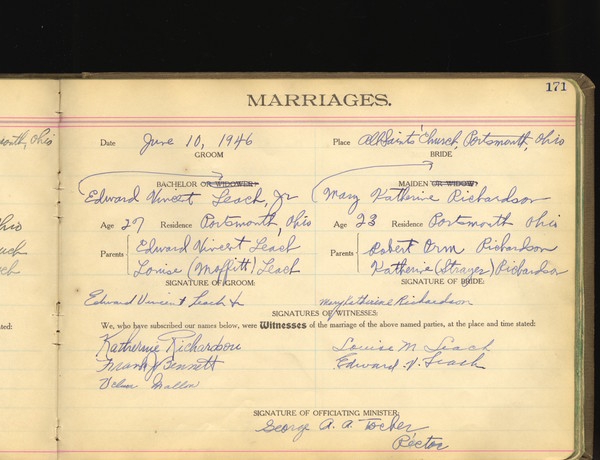 171
MARRIAGES.
Date June 10, 1946 Place All Saints' Church, Portsmouth, Ohio
GROOM BRIDE
BACHELOR OR WIDOWER: MAIDEN OR WIDOW:
Edward Vincent Leach, Jr Mary Katherine Richardson
Age 27 Residence Portsmouth, Ohio Age 23 Residence Portsmouth Ohio
Parents Edward Vincent Leach Robert Orm Richardson
Louise (Moffitt) Leach Katherine (Strayer) Richardson
SIGNATURE OF GROOM: SIGNATURE OF BRIDE:
Edward Vincent Leach Jr Mary Katharine Richardson
SIGNATURES OF WITNESSES:
We, who have subscribed our names below, were Witnesses of the marriage of the above named parties, at the place and time stated:
Katherine Richardson Louise M Leach
Frank J Bennett Edward V. Leach
SIGNATURE OF OFFICIATING MINISTER:
George A. A. Tocher
Rector